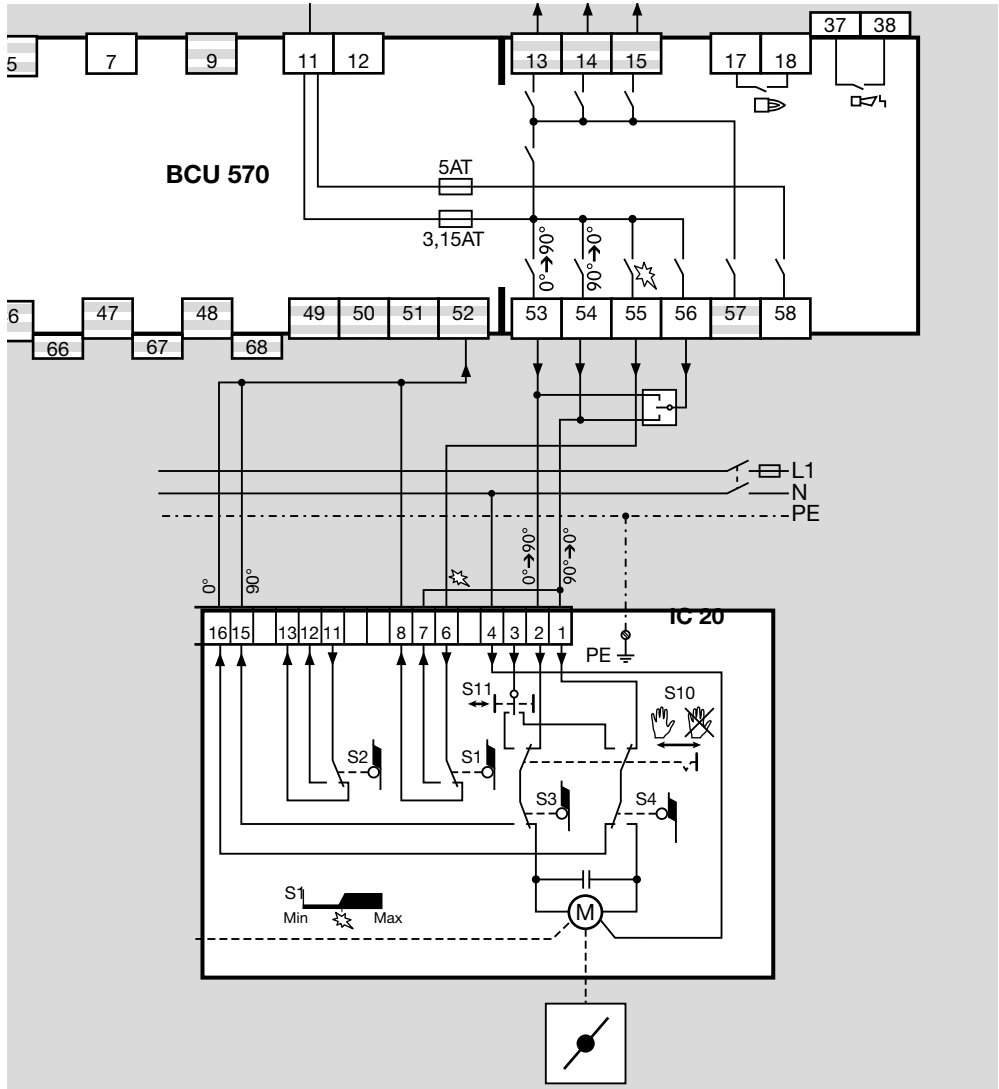 37 38
5 7 9 11 12 13 14 15 17 18
BCU 570
5AT
3,15AT
0°➔90°
90°➔0°
6 47 48 49 50 51 52 53 54 55 56 57 58
66 67 68
L1
N
PE
0°
90°
0°➔90°
90°➔0°
IC 20
16 15 13 12 11 8 7 6 4 3 2 1
PE
S11
S10
S2
S1
S3
S4
S1
Min
Max
M